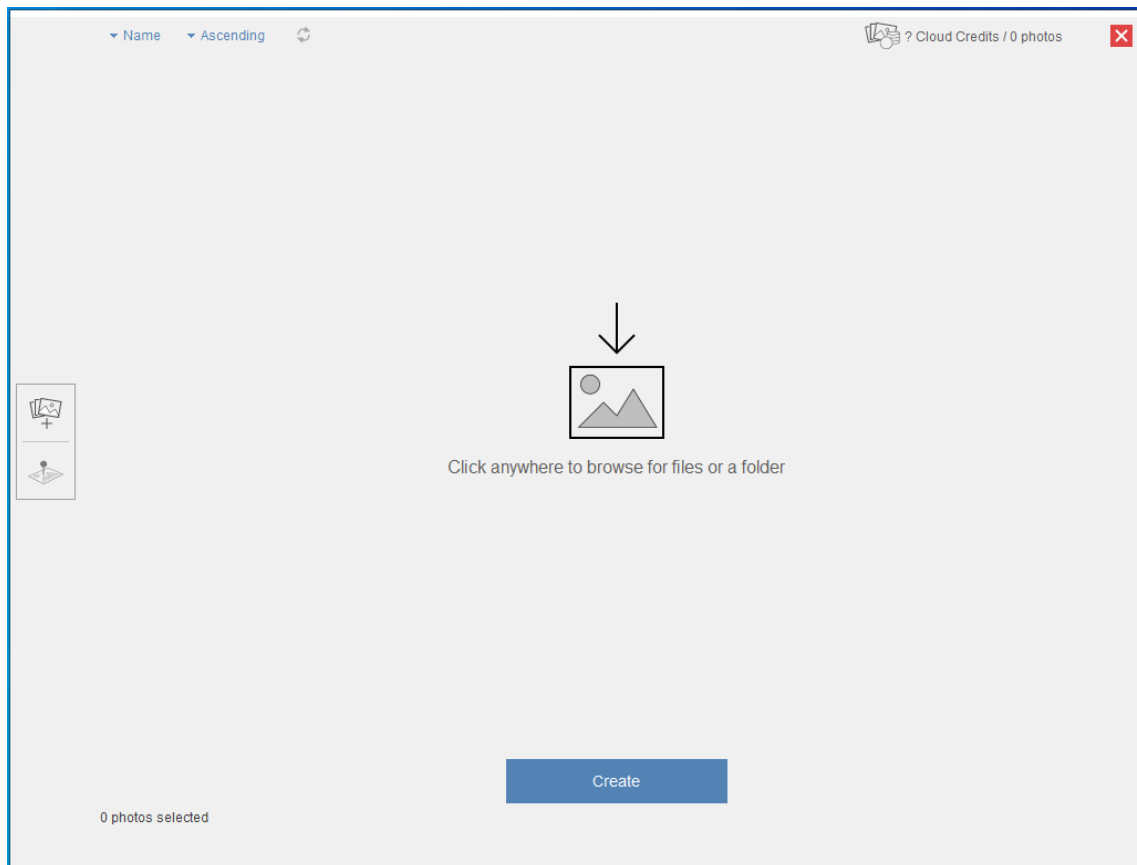 Name
Ascending
? Cloud Credits / 0 photos
Click anywhere to browse for files or a folder
Create
0 photos selected